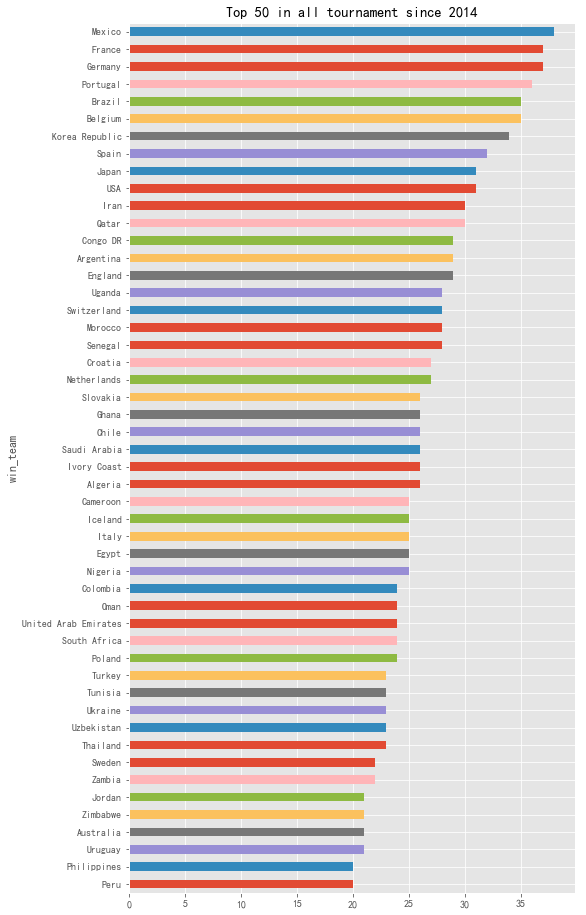 Top 50 in all tournament since 2014
Mexico
France
Germany
Portugal
Brazil
Belgium
Korea Republic
Spain
Japan
USA
Iran
Qatar
Congo DR
Argentina
England
Uganda
Switzerland
Morocco
Senegal
Croatia
Netherlands
Slovakia
Ghana
Chile
Saudi Arabia
Ivory Coast
Algeria
Cameroon
Iceland
Italy
Egypt
Nigeria
Colombia
Oman
United Arab Emirates
South Africa
Poland
Turkey
Tunisia
Ukraine
Uzbekistan
Thailand
Sweden
Zambia
Jordan
Zimbabwe
Australia
Uruguay
Philippines
Peru
win_team
0 5 10 15 20 25 30 35